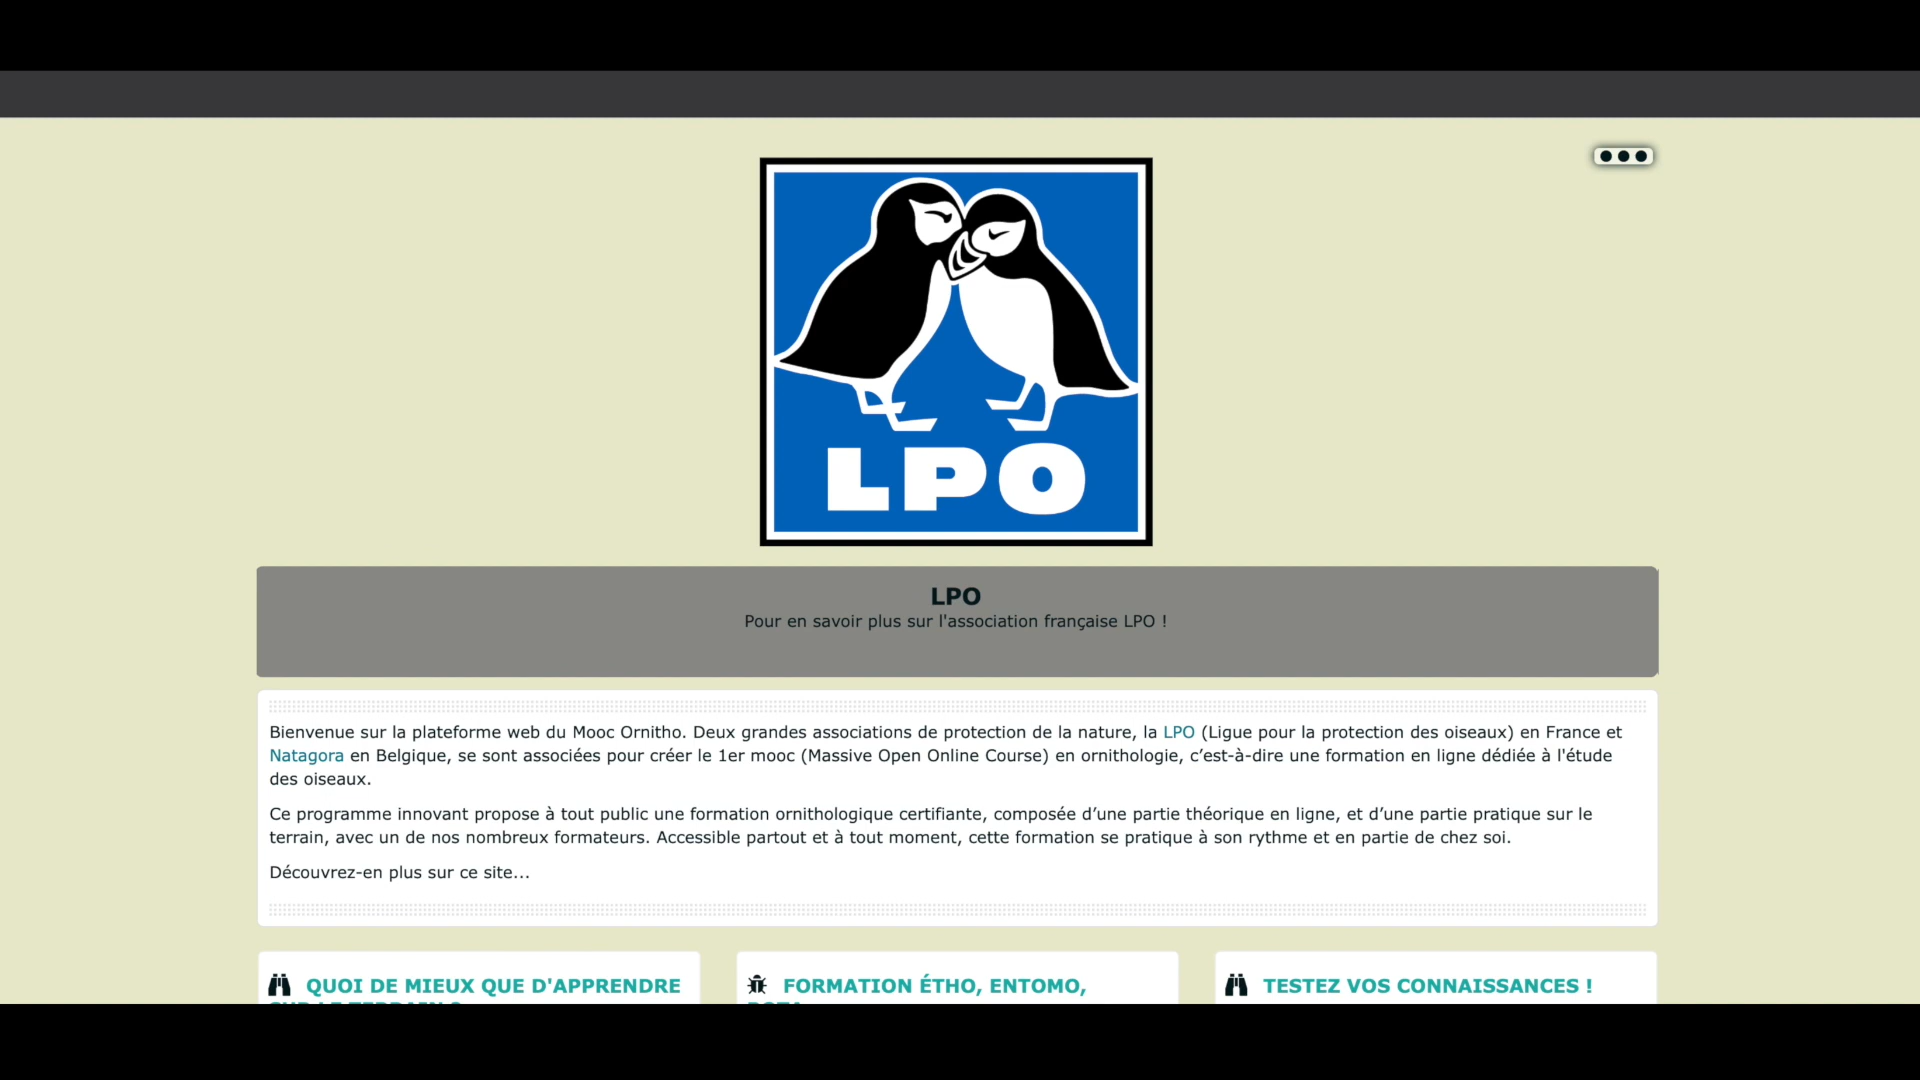 LPO
LPO
Pour en savoir plus sur l'association française LPO !
Bienvenue sur la plateforme web du Mooc Ornitho. Deux grandes associations de protection de la nature, la LPO (Ligue pour la protection des oiseaux) en France et
Natagora en Belgique, se sont associées pour créer le 1er mooc (Massive Open Online Course) en ornithologie, c’est-à-dire une formation en ligne dédiée à l'étude
des oiseaux.
Ce programme innovant propose à tout public une formation ornithologique certifiante, composée d’une partie théorique en ligne, et d’une partie pratique sur le
terrain, avec un de nos nombreux formateurs. Accessible partout et à tout moment, cette formation se pratique à son rythme et en partie de chez soi.
Découvrez-en plus sur ce site...
QUOI DE MIEUX QUE D'APPRENDRE
SUR LE TERRAIN ?
FORMATION ÉTHO, ENTOMO,
TESTEZ VOS CONNAISSANCES !